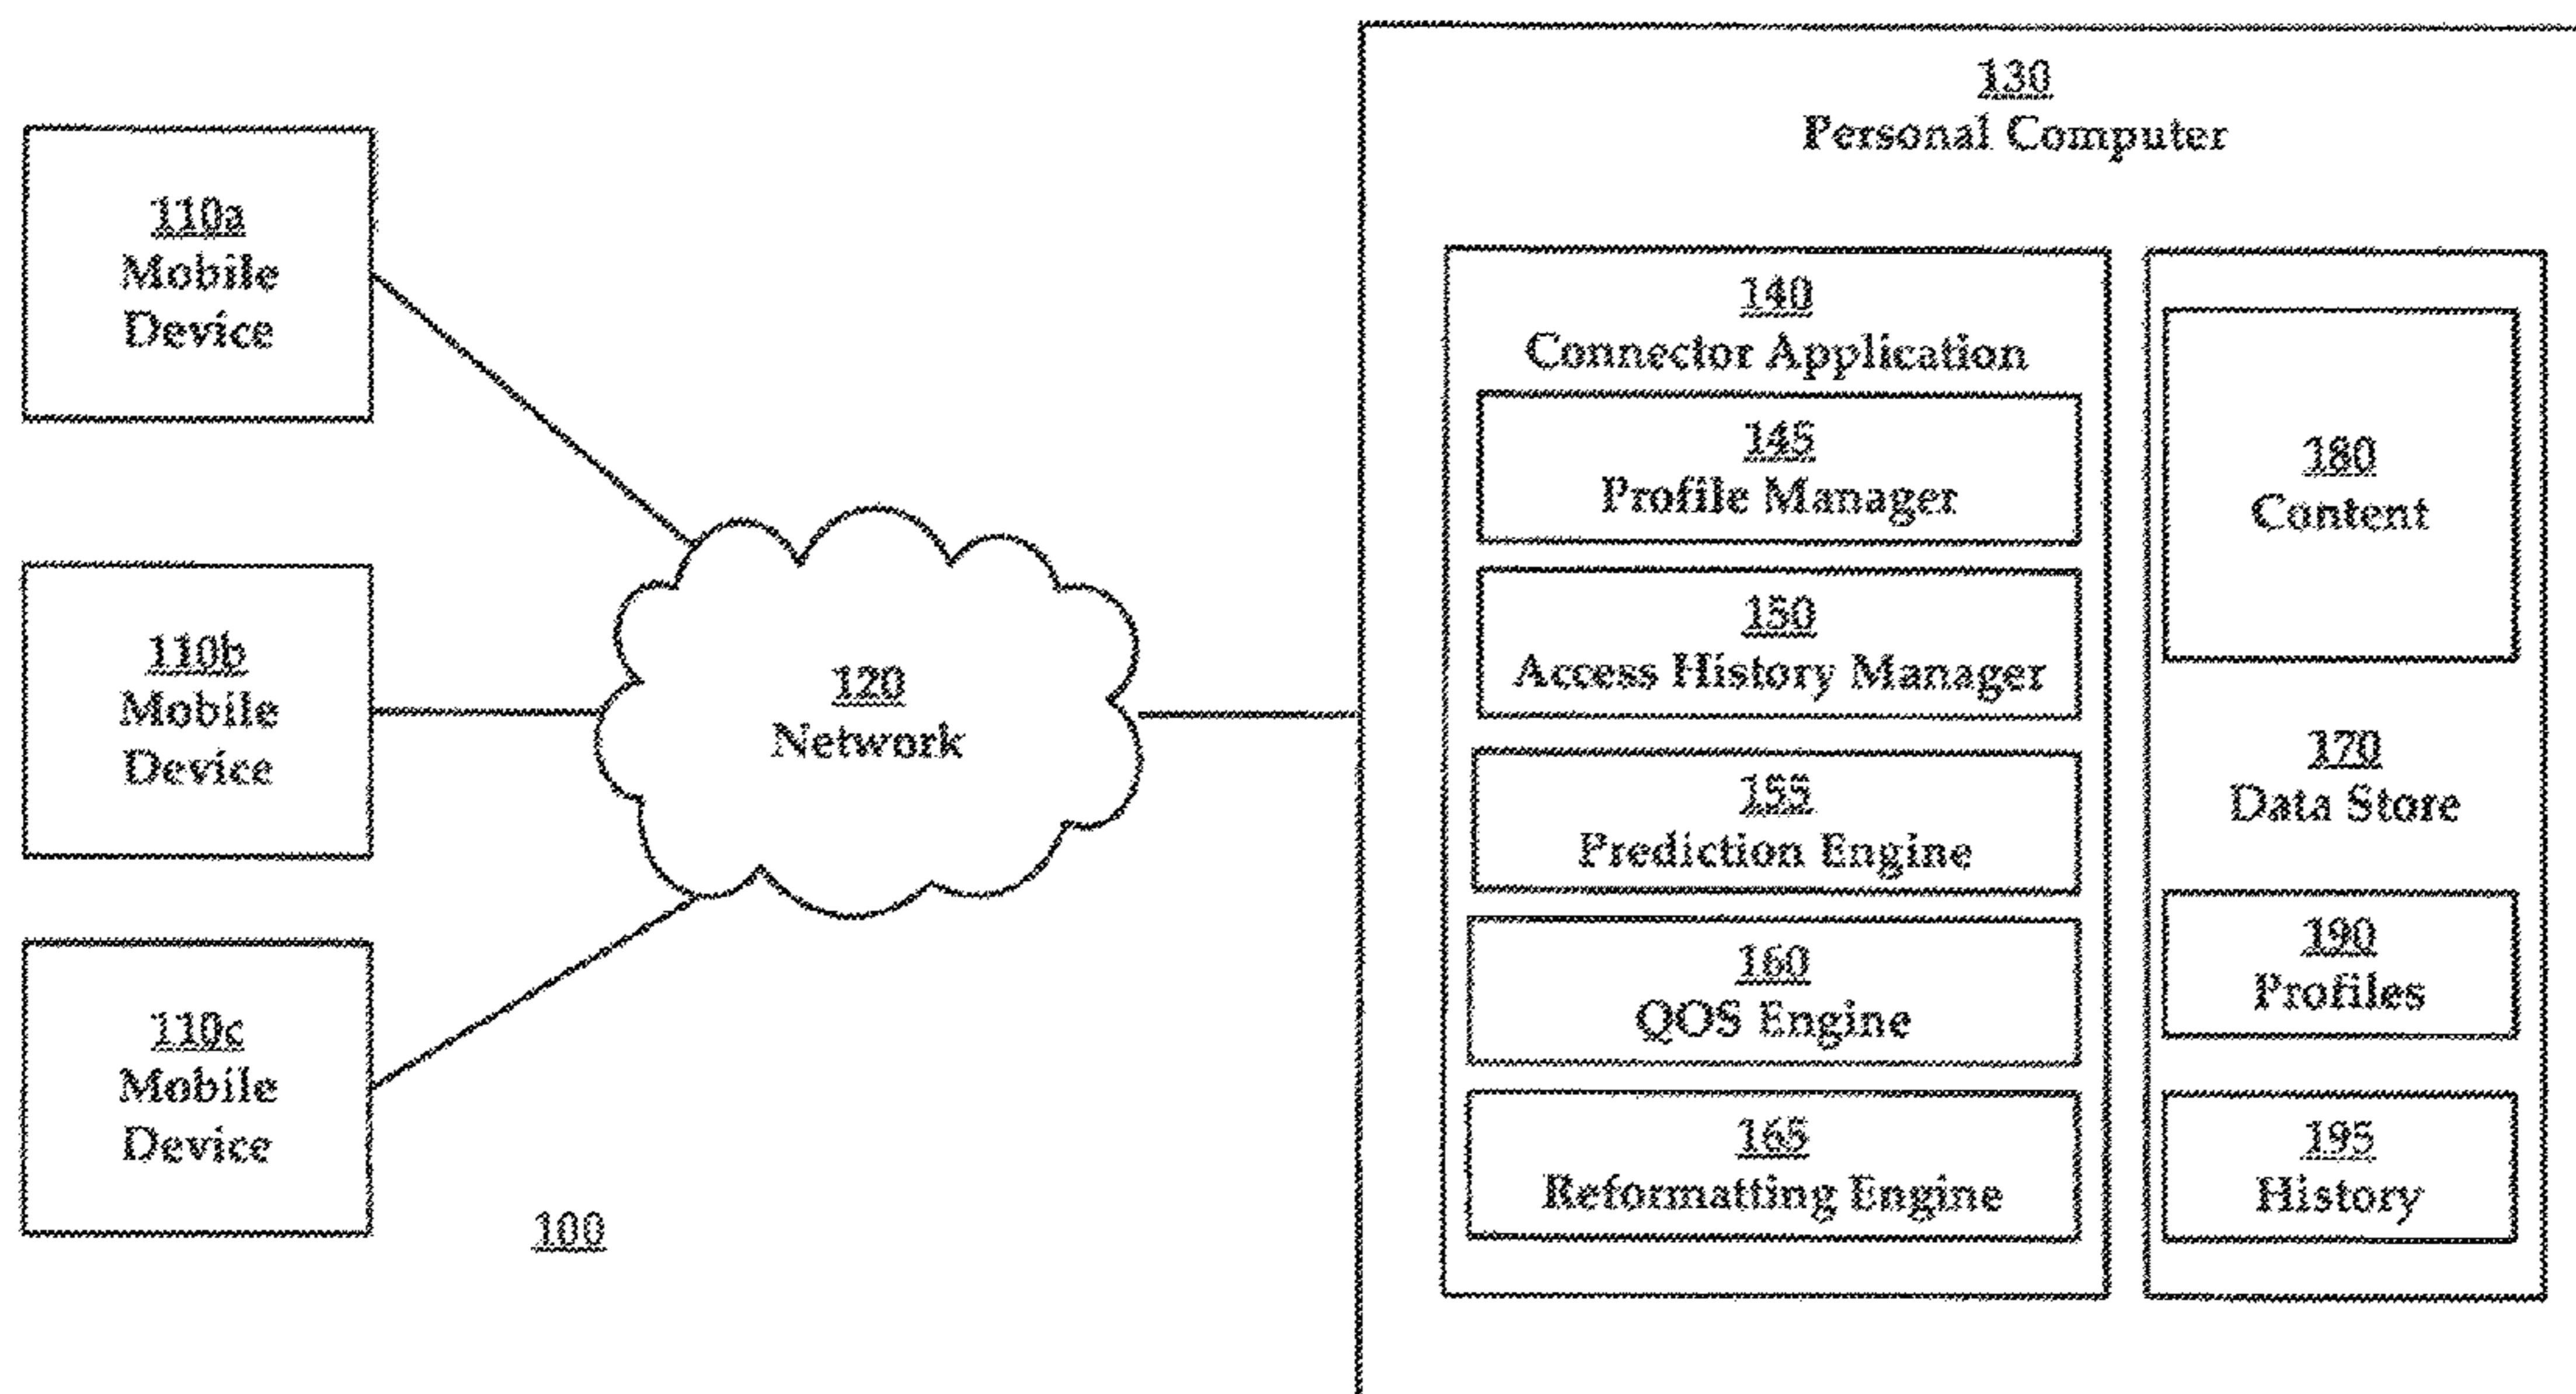 110a
Mobile
Device
110b
Mobile
Device
110c
Mobile
Device
100
120
Network
130
Personal Computer
140
Connector Application
145
Profile Manager
150
Access History Manager
155
Prediction Engine
160
QOS Engine
165
Reformatting Engine
180
Content
170
Data Store
190
Profiles
195
History